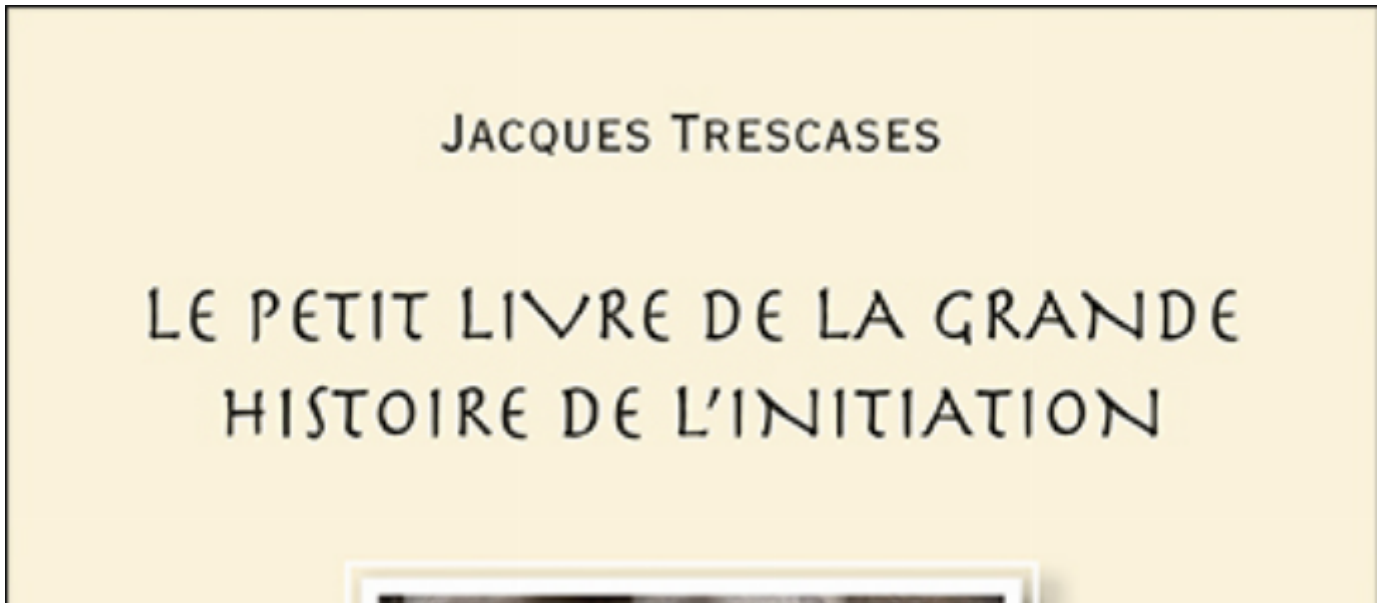 JACQUES TRESCASES
LE PETIT LIVRE DE LA GRANDE
HISTOIRE DE L'INITIATION